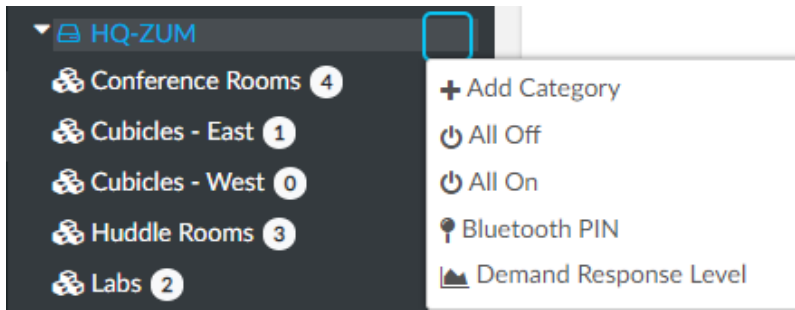 HQ-ZUM
Conference Rooms 4
Cubicles - East 1
Cubicles - West 0
Huddle Rooms 3
Labs 2
Add Category
All Off
All On
Bluetooth PIN
Demand Response Level